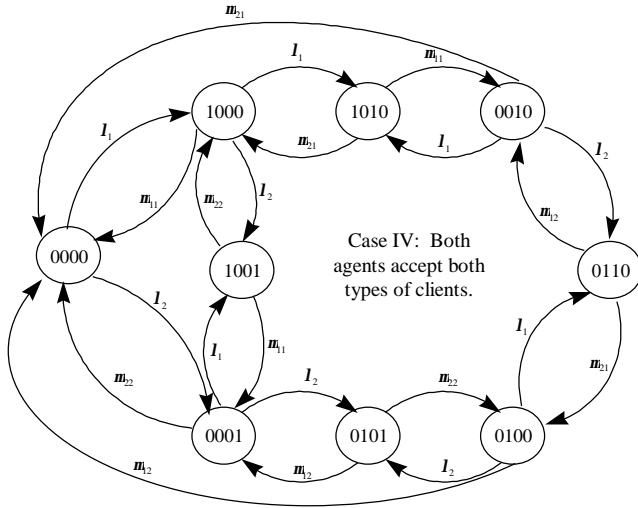 m₂₁
l₁
m₁₁
1000
1010
0010
l₁
m₂₁
l₁
l₂
m₁₁
l₂
m₂₂
m₁₂
0000
1001
Case IV: Both
agents accept both
types of clients.
0110
l₂
l₁
l₁
m₁₁
m₂₁
m₂₂
l₂
m₂₂
0001
0101
0100
m₁₂
m₁₂
l₂